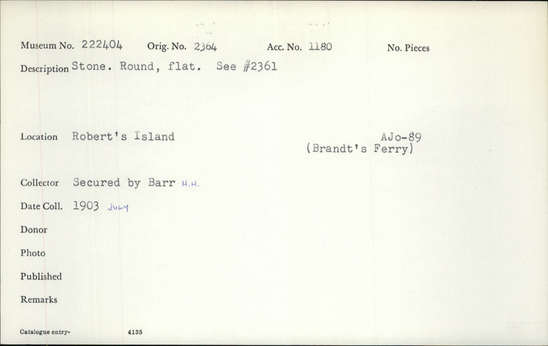 Museum No. 222404 Orig. No. 2364 Acc. No. 1180 No. Pieces
Description Stone. Round, flat. See #2361
Location Robert's Island AJo-89
(Brandt's Ferry)
Collector Secured by Barr H.H.
Date Coll. 1903 JULY
Donor
Photo
Published
Remarks
Catalogue entry- 4135